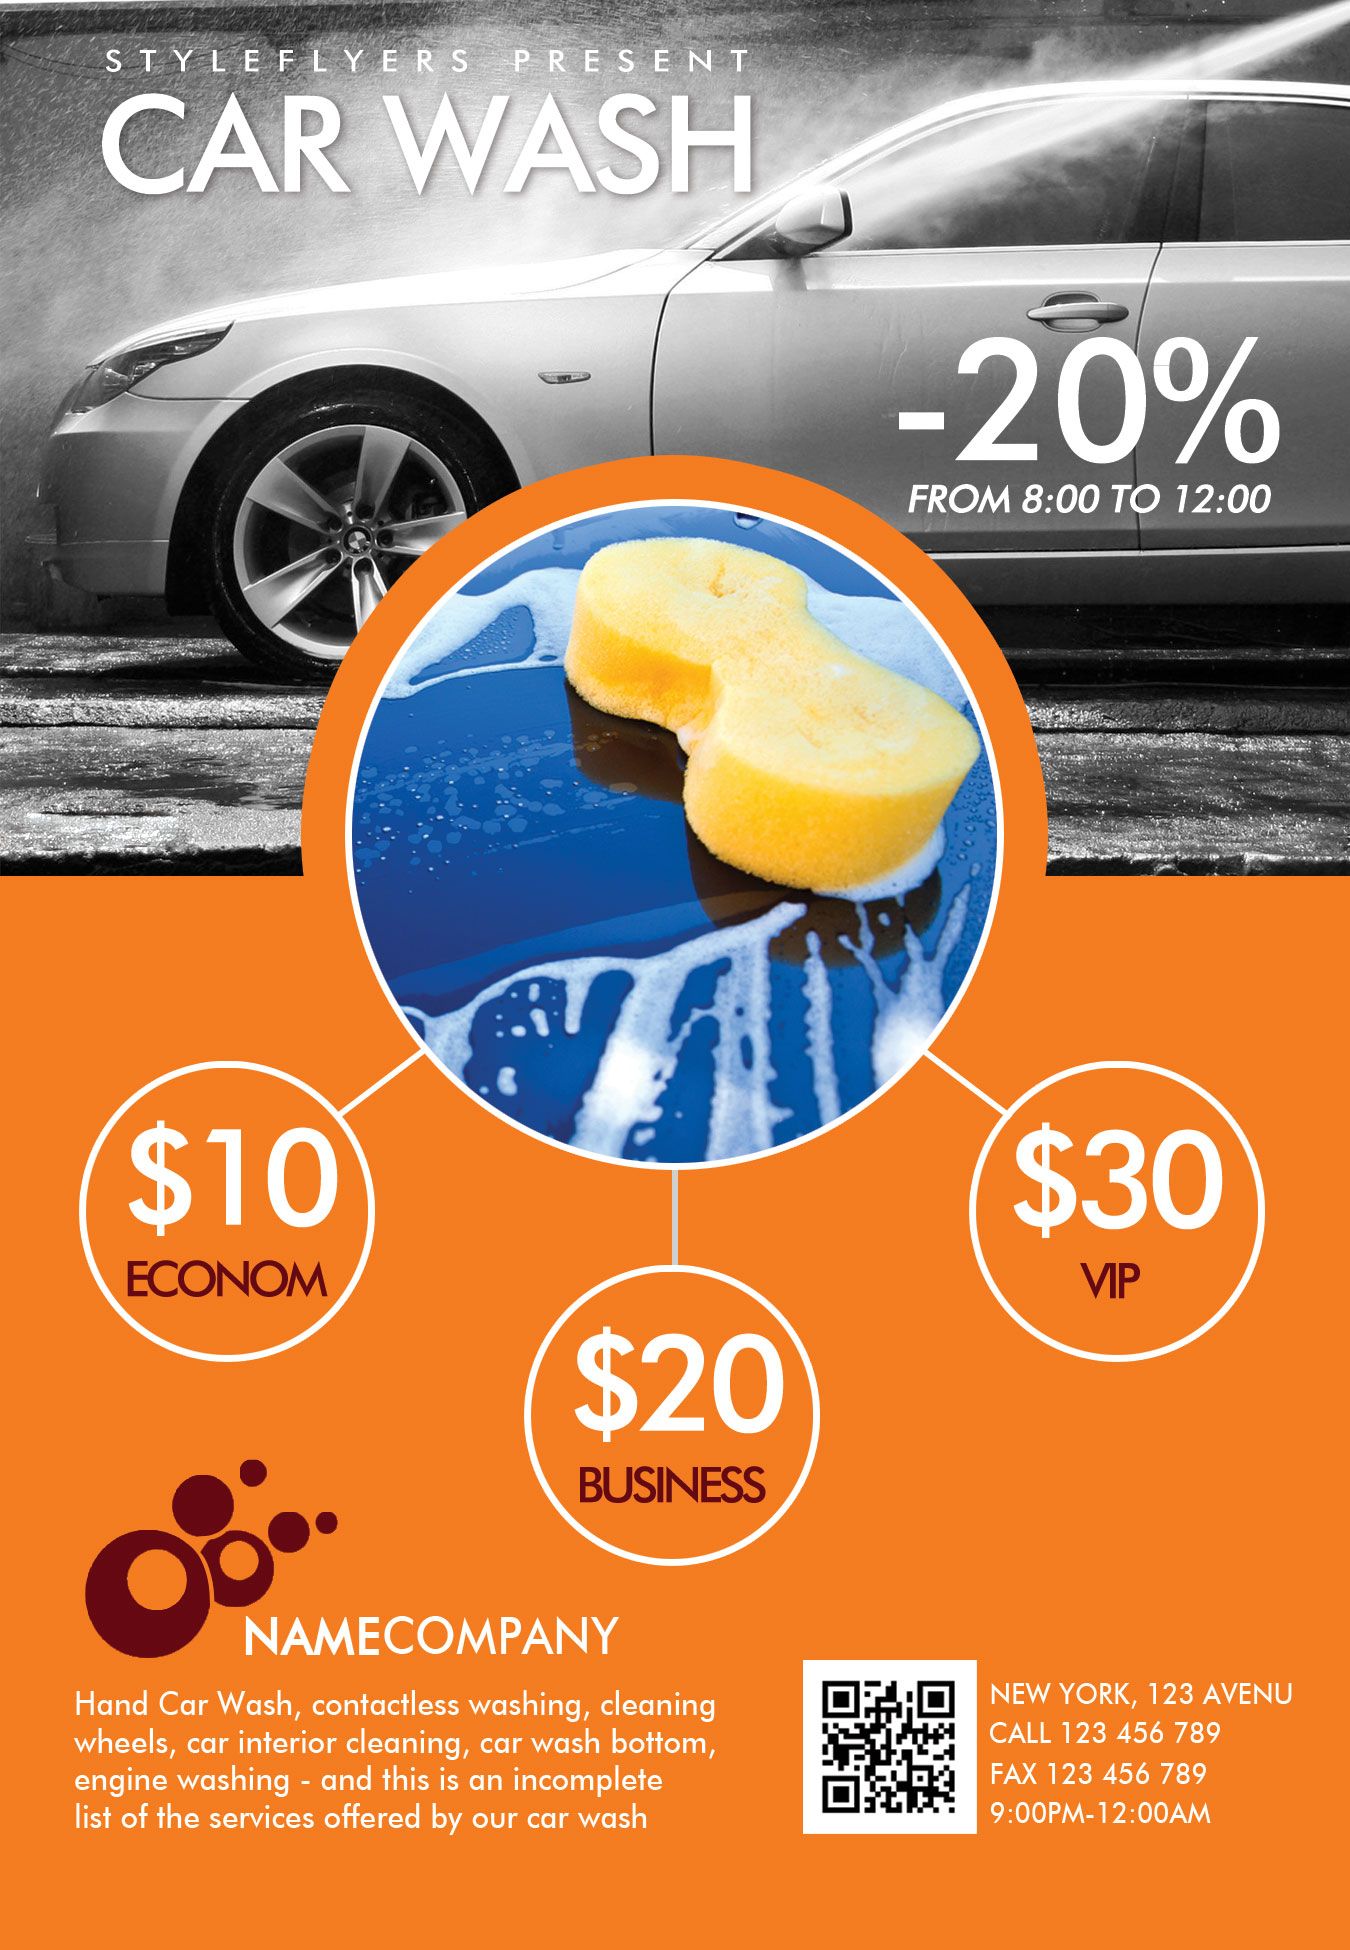 STYLEFLYERS PRESENT
CAR WASH
-20%
FROM 8:00 TO 12:00
$10
ECONOM
$30
VIP
$20
BUSINESS
NAMECOMPANY
Hand Car Wash, contactless washing, cleaning
wheels, car interior cleaning, car wash bottom,
engine washing - and this is an incomplete
list of the services offered by our car wash
NEW YORK, 123 AVENU
CALL 123 456 789
FAX 123 456 789
9:00PM-12:00AM